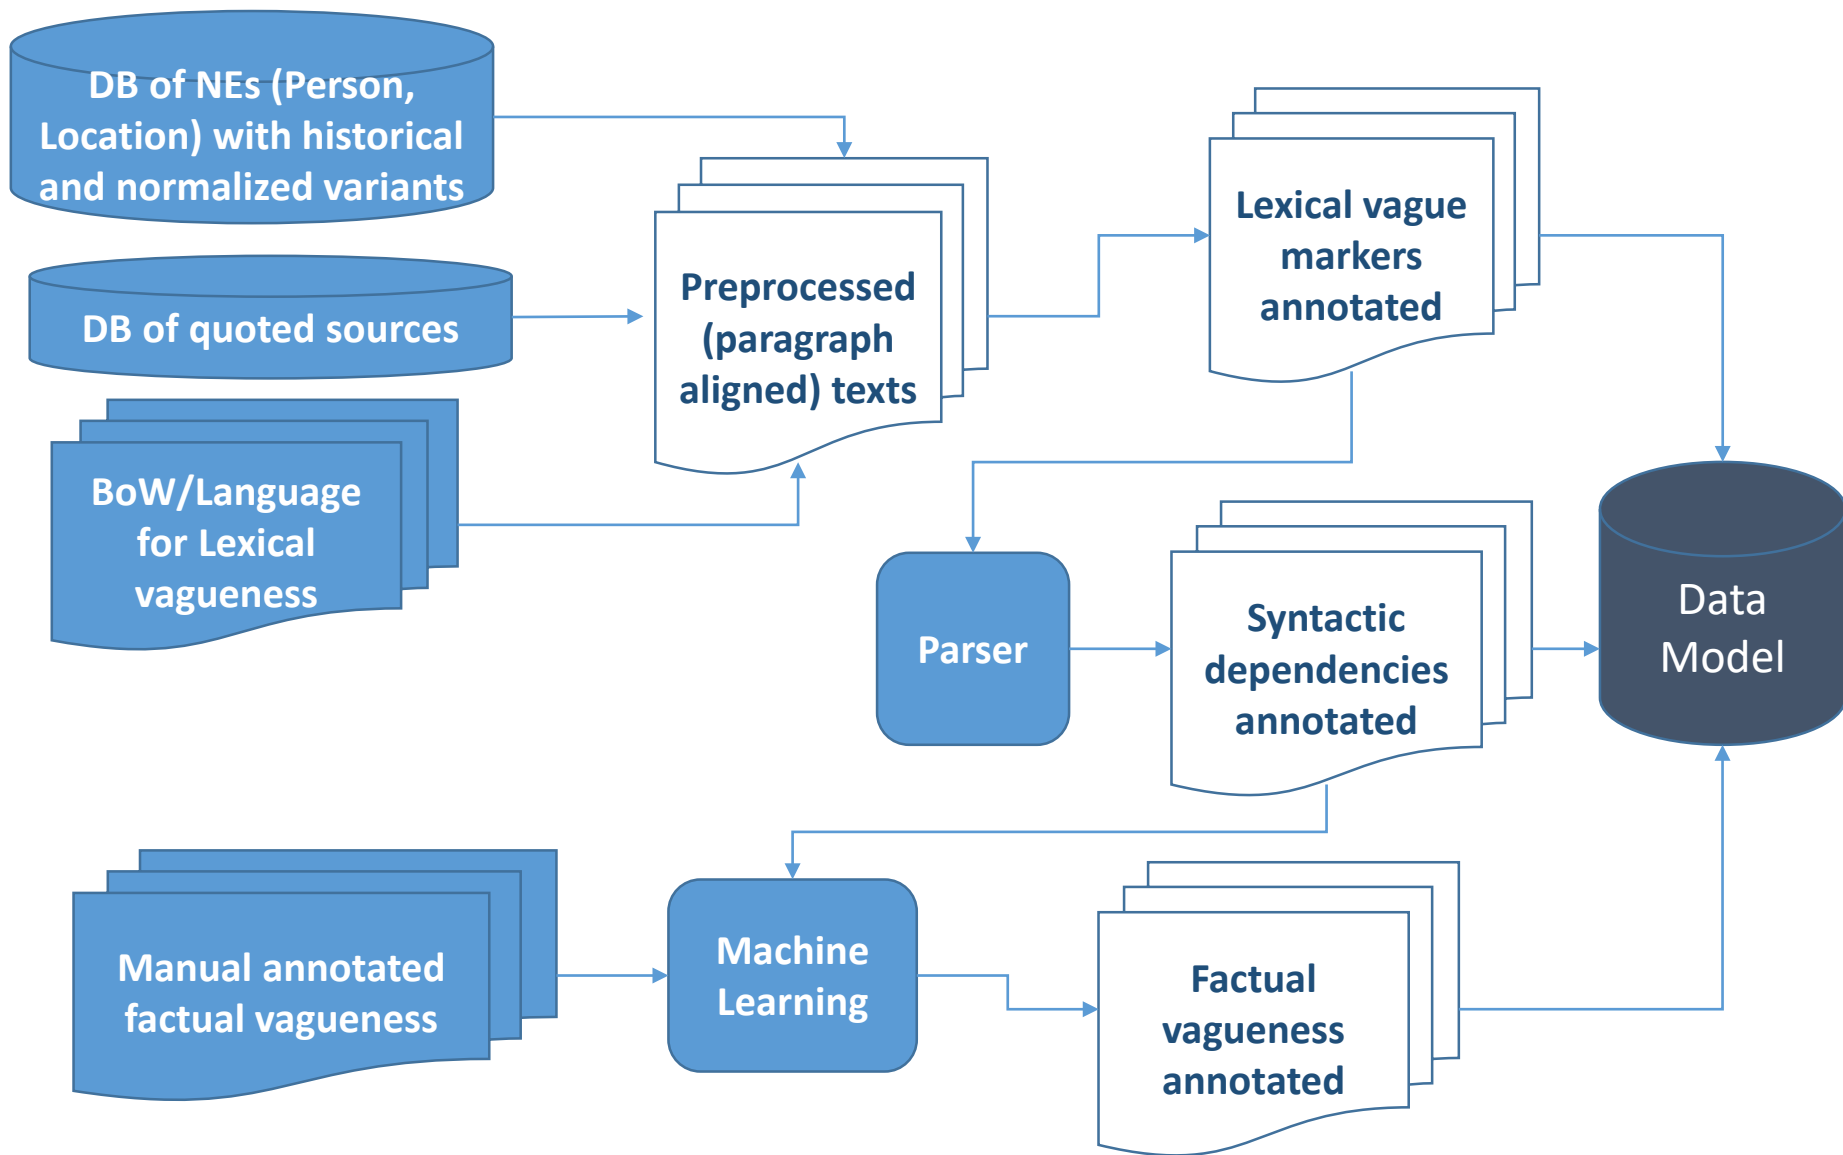 DB of NEs (Person,
Location) with historical
and normalized variants
DB of quoted sources
BoW/Language
for Lexical
vagueness
Preprocessed
(paragraph
aligned) texts
Lexical vague
markers
annotated
Parser
Syntactic
dependencies
annotated
Data
Model
Manual annotated
factual vagueness
Machine
Learning
Factual
vagueness
annotated